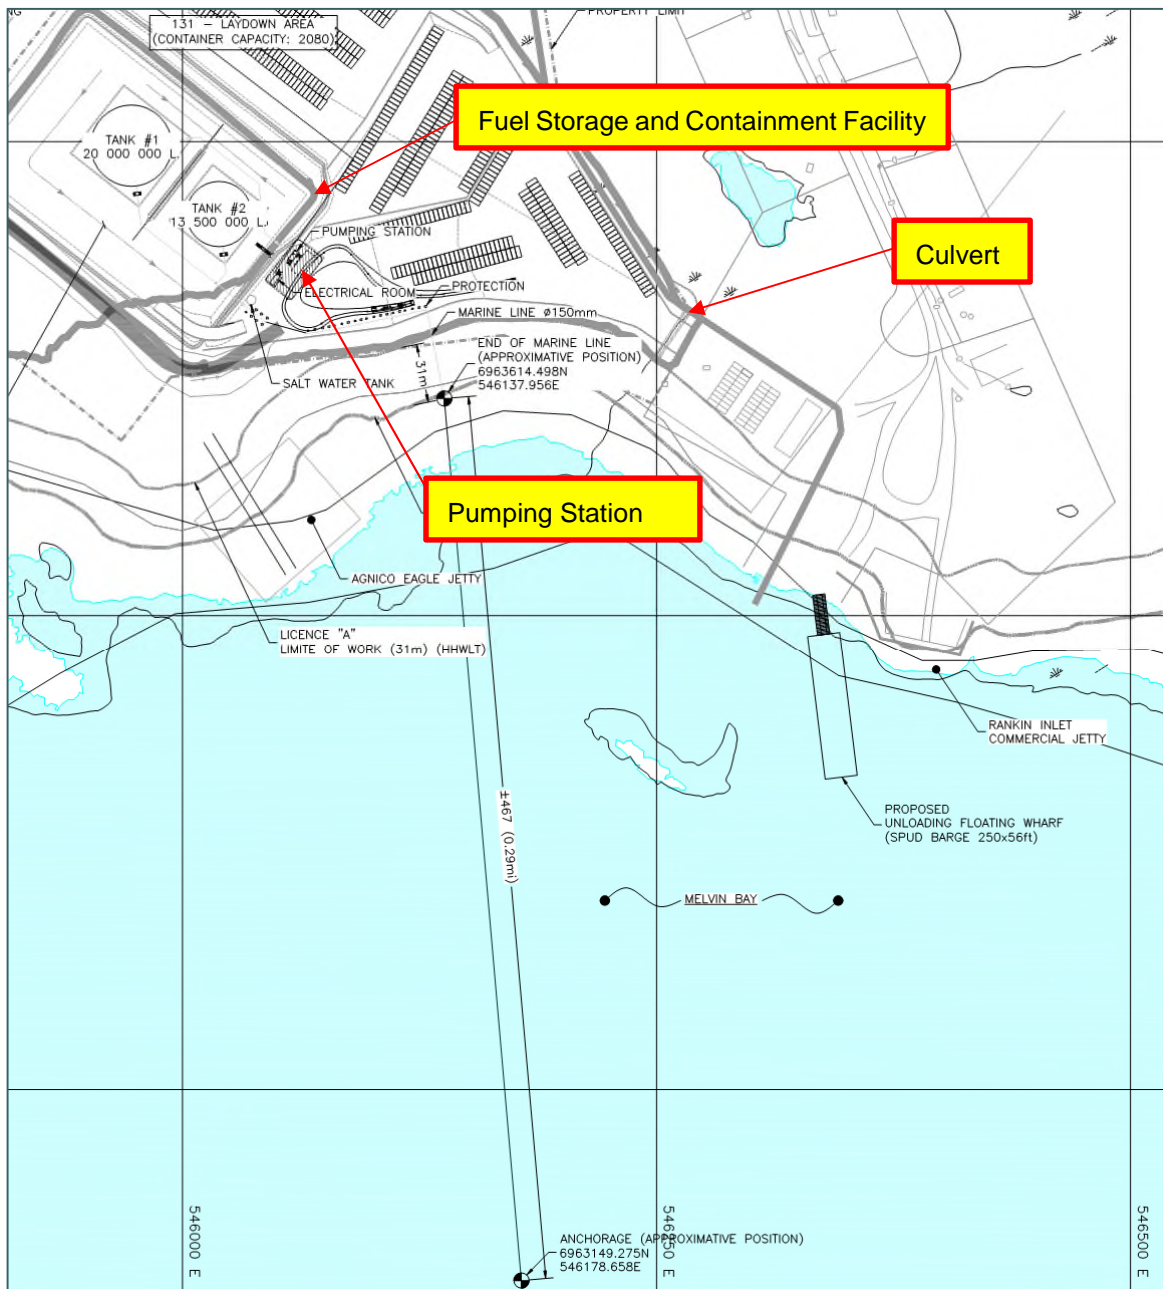 NG
131 – LAYDOWN AREA
(CONTAINER CAPACITY: 2080)
PROPERTY LIMIT
Fuel Storage and Containment Facility
TANK #1
20 000 000 L.
TANK #2
13 500 000 L.
PUMPING STATION
Culvert
ELECTRICAL ROOM
PROTECTION
MARINE LINE ø150mm
END OF MARINE LINE
(APPROXIMATIVE POSITION)
6963614.498N
546137.956E
31m
SALT WATER TANK
Pumping Station
AGNICO EAGLE JETTY
LICENCE "A"
LIMITE OF WORK (31m) (HHWLT)
RANKIN INLET
COMMERCIAL JETTY
PROPOSED
UNLOADING FLOATING WHARF
(SPUD BARGE 250x56ft)
±467 (0.29mi)
MELVIN BAY
ANCHORAGE (APPROXIMATIVE POSITION)
6963149.275N
546178.658E
546000 E
546250 E
546500 E